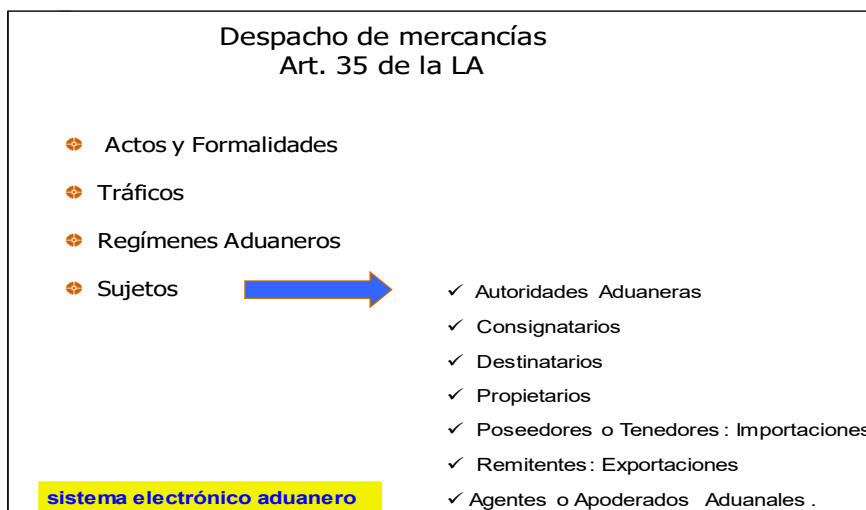 Despacho de mercancías
Art. 35 de la LA
Actos y Formalidades
Tráficos
Regímenes Aduaneros
Sujetos
✓ Autoridades Aduaneras
✓ Consignatarios
✓ Destinatarios
✓ Propietarios
✓ Poseedores o Tenedores : Importaciones
✓ Remitentes : Exportaciones
✓ Agentes o Apoderados Aduanales .
sistema electrónico aduanero